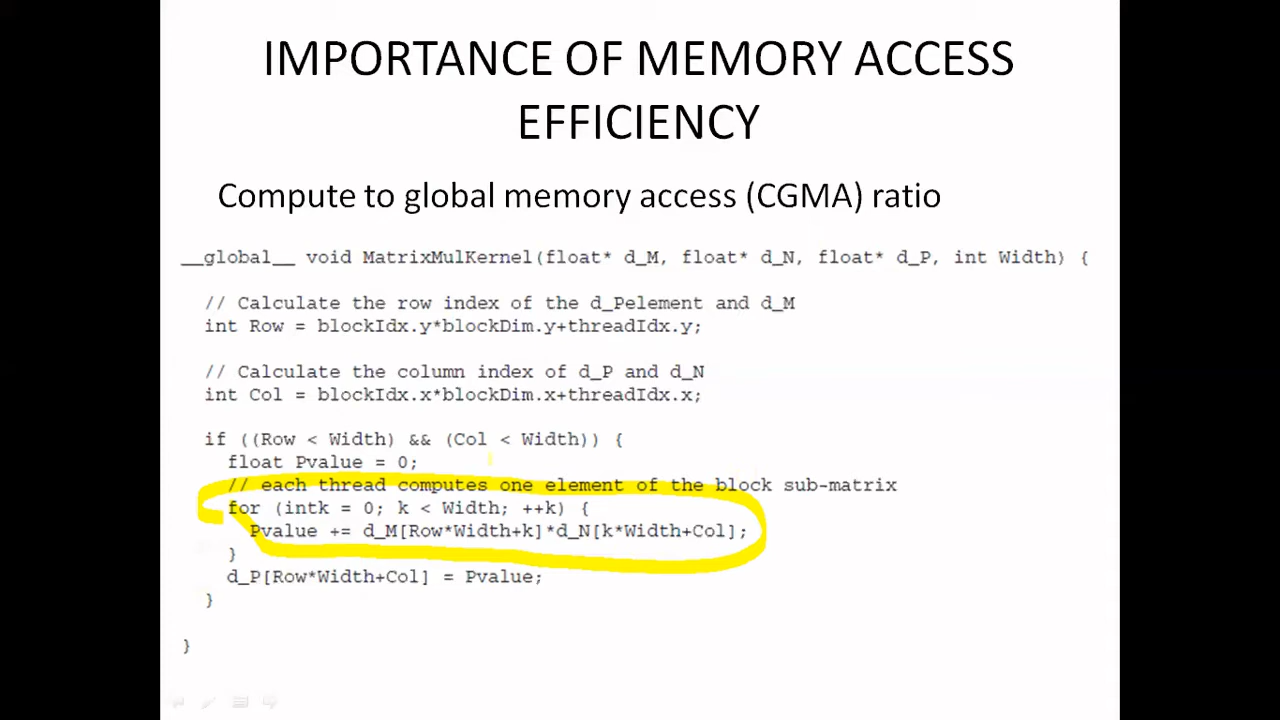 IMPORTANCE OF MEMORY ACCESS
EFFICIENCY
Compute to global memory access (CGMA) ratio
__global__ void MatrixMulKernel(float* d_M, float* d_N, float* d_P, int Width) {
// Calculate the row index of the d_Pelement and d_M
int Row = blockIdx.y*blockDim.y+threadIdx.y;
// Calculate the column index of d_P and d_N
int Col = blockIdx.x*blockDim.x+threadIdx.x;
if ((Row < Width) && (Col < Width)) {
float Pvalue = 0;
// each thread computes one element of the block sub-matrix
for (intk = 0; k < Width; ++k) {
Pvalue += d_M[Row*Width+k]*d_N[k*Width+Col];
}
d_P[Row*Width+Col] = Pvalue;
}
}